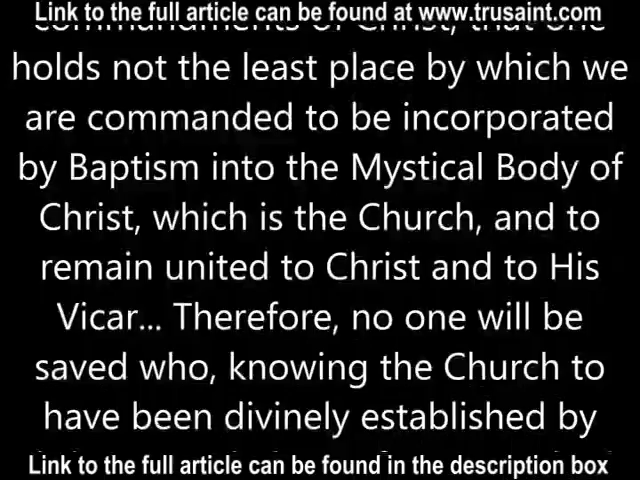 Link to the full article can be found at www.trusaint.com
commandments of Christ, that one
holds not the least place by which we
are commanded to be incorporated
by Baptism into the Mystical Body of
Christ, which is the Church, and to
remain united to Christ and to His
Vicar... Therefore, no one will be
saved who, knowing the Church to
have been divinely established by
Link to the full article can be found in the description box